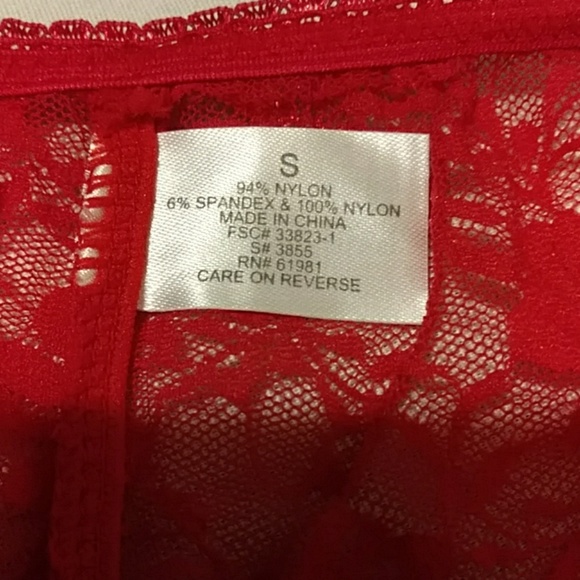 S
94% NYLON
6% SPANDEX & 100% NYLON
MADE IN CHINA
FSC# 33823-1
S# 3855
RN# 61981
CARE ON REVERSE